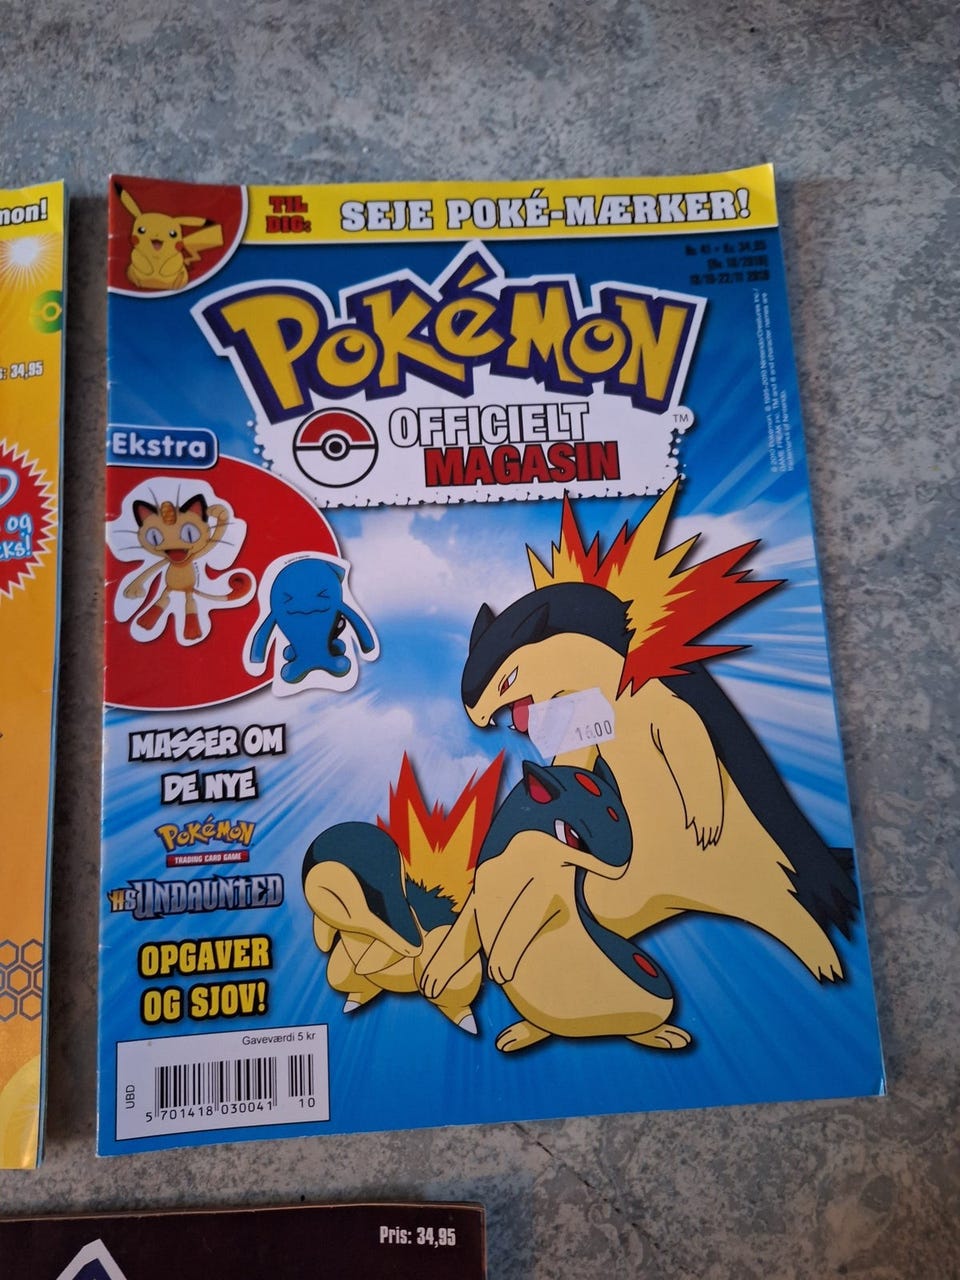 TIL
DIG:
SEJE POKÉ-MÆRKER!
POKéMON
TM
OFFICIELT
MAGASIN
Ekstra
MASSER OM
DE NYE
POKéMON
TRADING CARD GAME
HS UNDAUNTED
OPGAVER
OG SJOV!
Gaveværdi 5 kr
UBD
5 701418 030041 10
mon!
34,95
og
Pris: 34,95